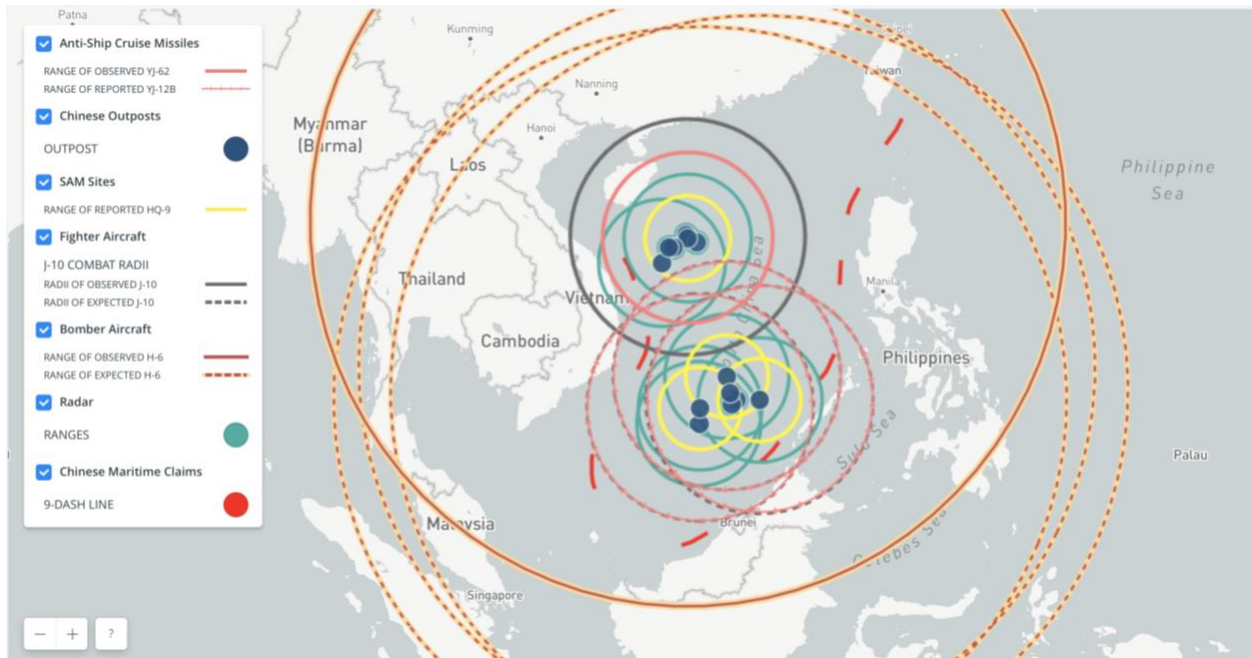 Anti-Ship Cruise Missiles
RANGE OF OBSERVED YJ-62
RANGE OF REPORTED YJ-12B
Chinese Outposts
OUTPOST
SAM Sites
RANGE OF REPORTED HQ-9
Fighter Aircraft
J-10 COMBAT RADII
RADII OF OBSERVED J-10
RADII OF EXPECTED J-10
Bomber Aircraft
RANGE OF OBSERVED H-6
RANGE OF EXPECTED H-6
Radar
RANGES
Chinese Maritime Claims
9-DASH LINE
−
+
?
Patna
Kunming
Taiwan
Nanning
Myanmar
(Burma)
Hanoi
Laos
Philippine
Sea
Thailand
Vietnam
Manila
Cambodia
China Sea
Philippines
Sulu Sea
Palau
Malaysia
Brunei
Celebes Sea
Singapore